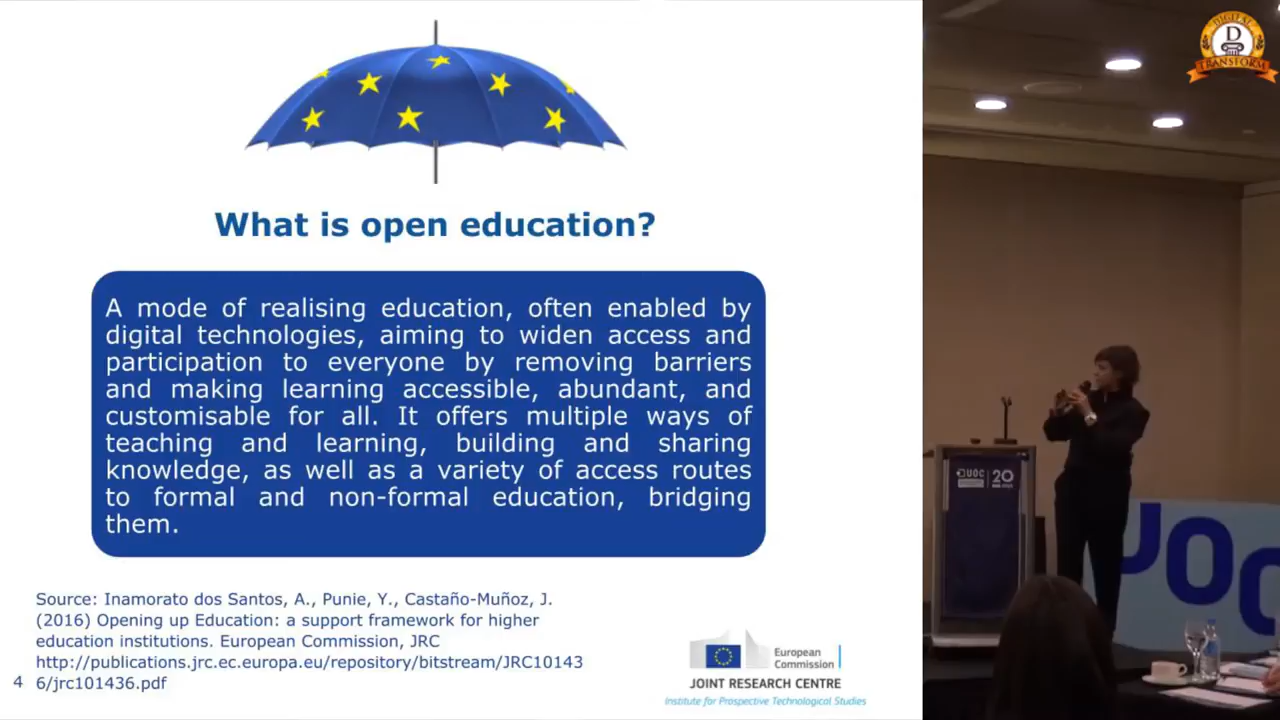 What is open education?
A mode of realising education, often enabled by
digital technologies, aiming to widen access and
participation to everyone by removing barriers
and making learning accessible, abundant, and
customisable for all. It offers multiple ways of
teaching and learning, building and sharing
knowledge, as well as a variety of access routes
to formal and non-formal education, bridging
them.
Source: Inamorato dos Santos, A., Punie, Y., Castaño-Muñoz, J.
(2016) Opening up Education: a support framework for higher
education institutions. European Commission, JRC
http://publications.jrc.ec.europa.eu/repository/bitstream/JRC10143
6/jrc101436.pdf
4
European
Commission
JOINT RESEARCH CENTRE
Institute for Prospective Technological Studies
DIGITAL
D
TRANSFORM
UOC
20
UOC